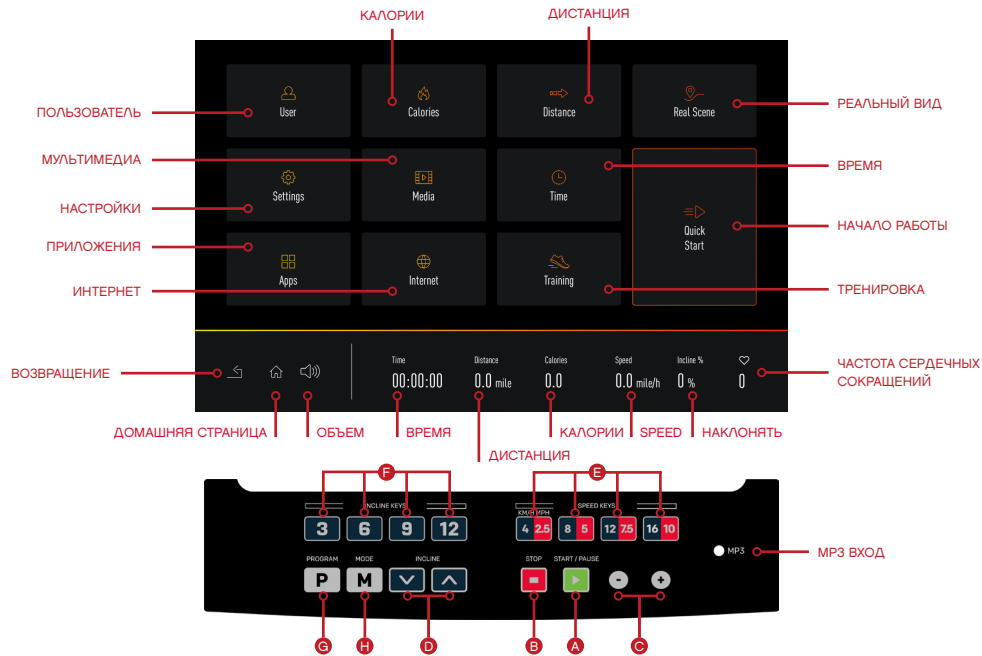 КАЛОРИИ
ДИСТАНЦИЯ
User
Calories
Distance
Real Scene
ПОЛЬЗОВАТЕЛЬ
РЕАЛЬНЫЙ ВИД
МУЛЬТИМЕДИА
ВРЕМЯ
Settings
Media
Time
НАСТРОЙКИ
Quick
Start
НАЧАЛО РАБОТЫ
ПРИЛОЖЕНИЯ
Apps
Internet
Training
ИНТЕРНЕТ
ТРЕНИРОВКА
Time
Distance
Calories
Speed
Incline %
ВОЗВРАЩЕНИЕ
00:00:00
0.0 mile
0.0
0.0 mile/h
0 %
0
ЧАСТОТА СЕРДЕЧНЫХ
СОКРАЩЕНИЙ
ДОМАШНЯЯ СТРАНИЦА
ОБЪЕМ
ВРЕМЯ
КАЛОРИИ
SPEED
НАКЛОНЯТЬ
ДИСТАНЦИЯ
F
E
INCLINE KEYS
SPEED KEYS
KM/H MPH
3
6
9
12
4 2.5
8 5
12 7.5
16 10
MP3
MP3 ВХОД
PROGRAM
MODE
INCLINE
STOP
START / PAUSE
P
M
-
+
G
H
D
B
A
C